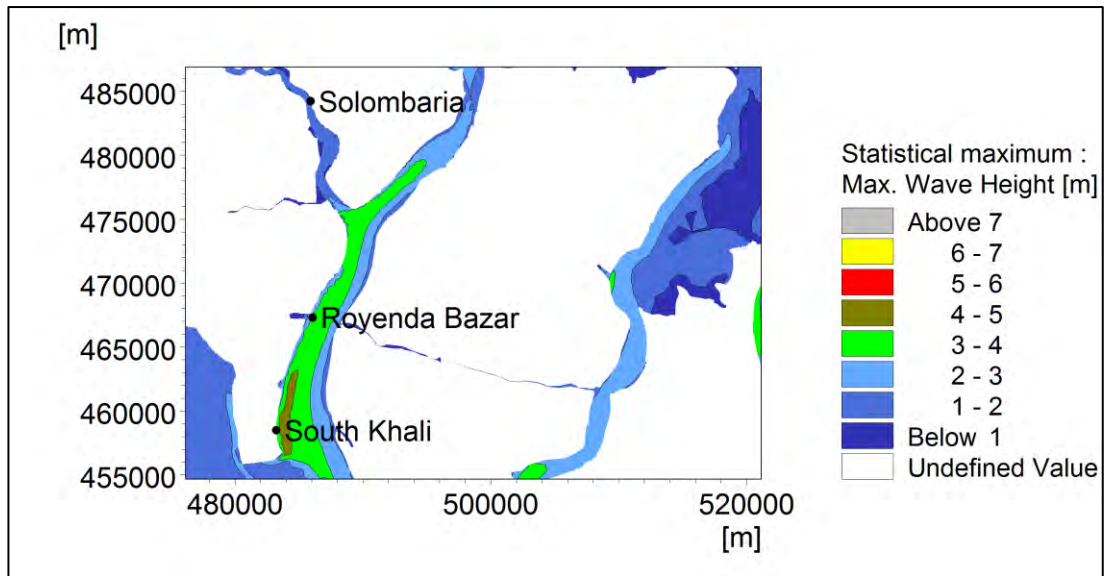 [m]
485000
480000
475000
470000
465000
460000
455000
Solombaria
Royenda Bazar
South Khali
480000 500000 520000
[m]
Statistical maximum :
Max. Wave Height [m]
Above 7
6 - 7
5 - 6
4 - 5
3 - 4
2 - 3
1 - 2
Below 1
Undefined Value